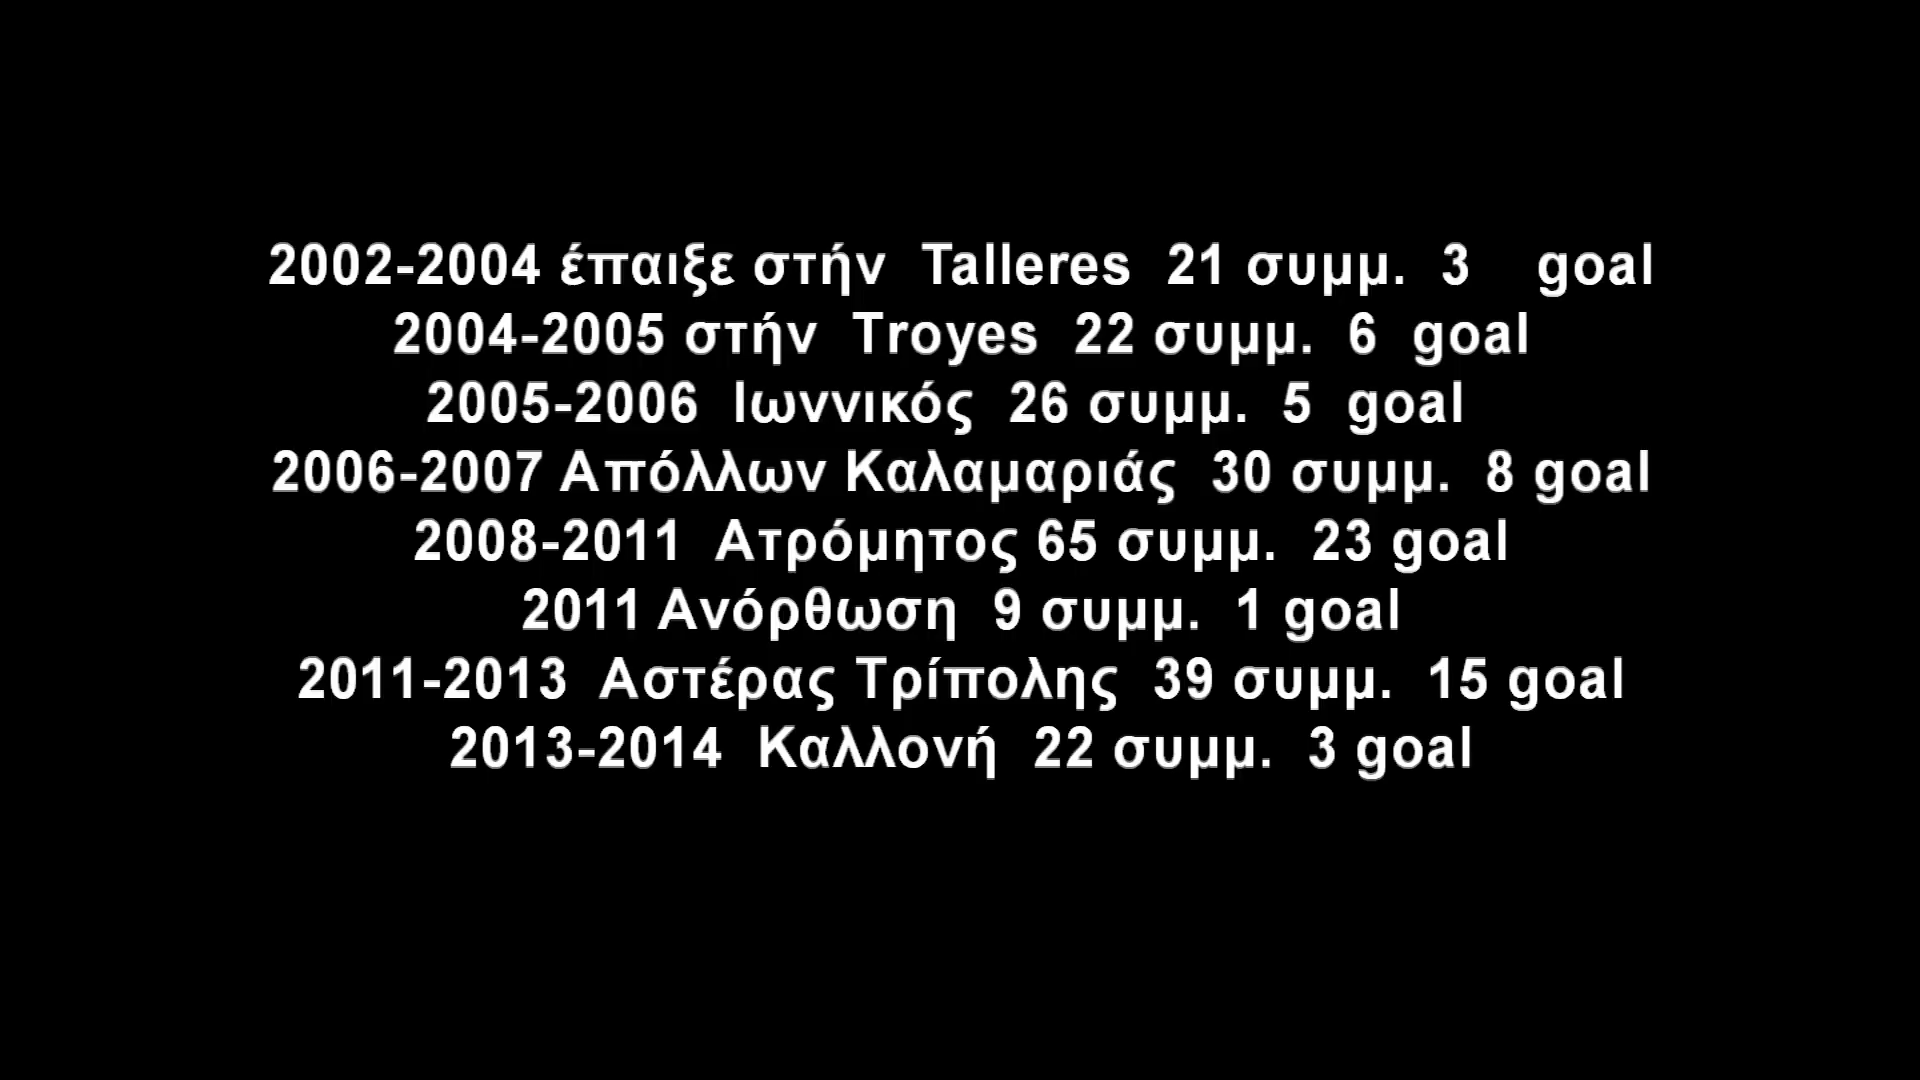 2002-2004 έπαιξε στήν Talleres 21 συμμ. 3 goal
2004-2005 στήν Troyes 22 συμμ. 6 goal
2005-2006 Ιωννικός 26 συμμ. 5 goal
2006-2007 Απόλλων Καλαμαριάς 30 συμμ. 8 goal
2008-2011 Ατρόμητος 65 συμμ. 23 goal
2011 Ανόρθωση 9 συμμ. 1 goal
2011-2013 Αστέρας Τρίπολης 39 συμμ. 15 goal
2013-2014 Καλλονή 22 συμμ. 3 goal